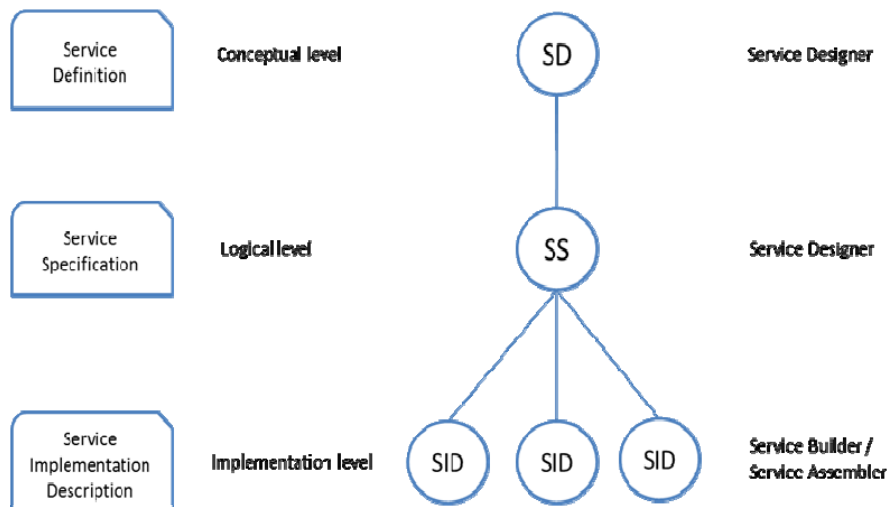 Service
Definition
Conceptual level
SD
Service Designer
Service
Specification
Logical level
SS
Service Designer
Service
Implementation
Description
Implementation level
SID
SID
SID
Service Builder /
Service Assembler